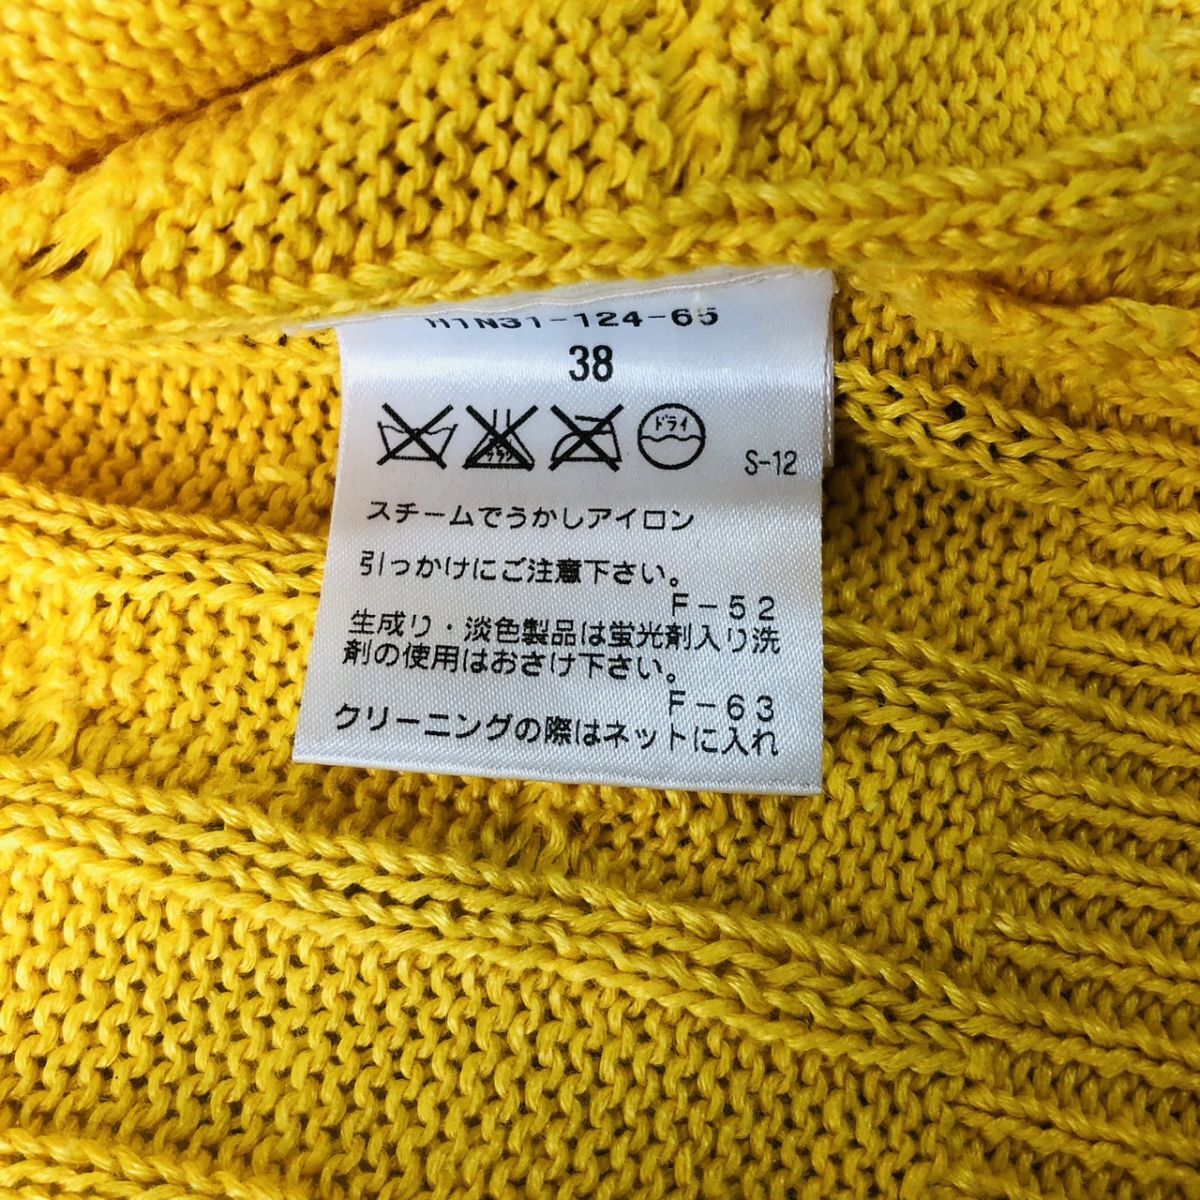 H1N31-124-65
38
ドライ
S-12
スチームでうかしアイロン
引っかけにご注意下さい。
F-52
生成り・淡色製品は蛍光剤入り洗
剤の使用はおさけ下さい。
F-63
クリーニングの際はネットに入れ